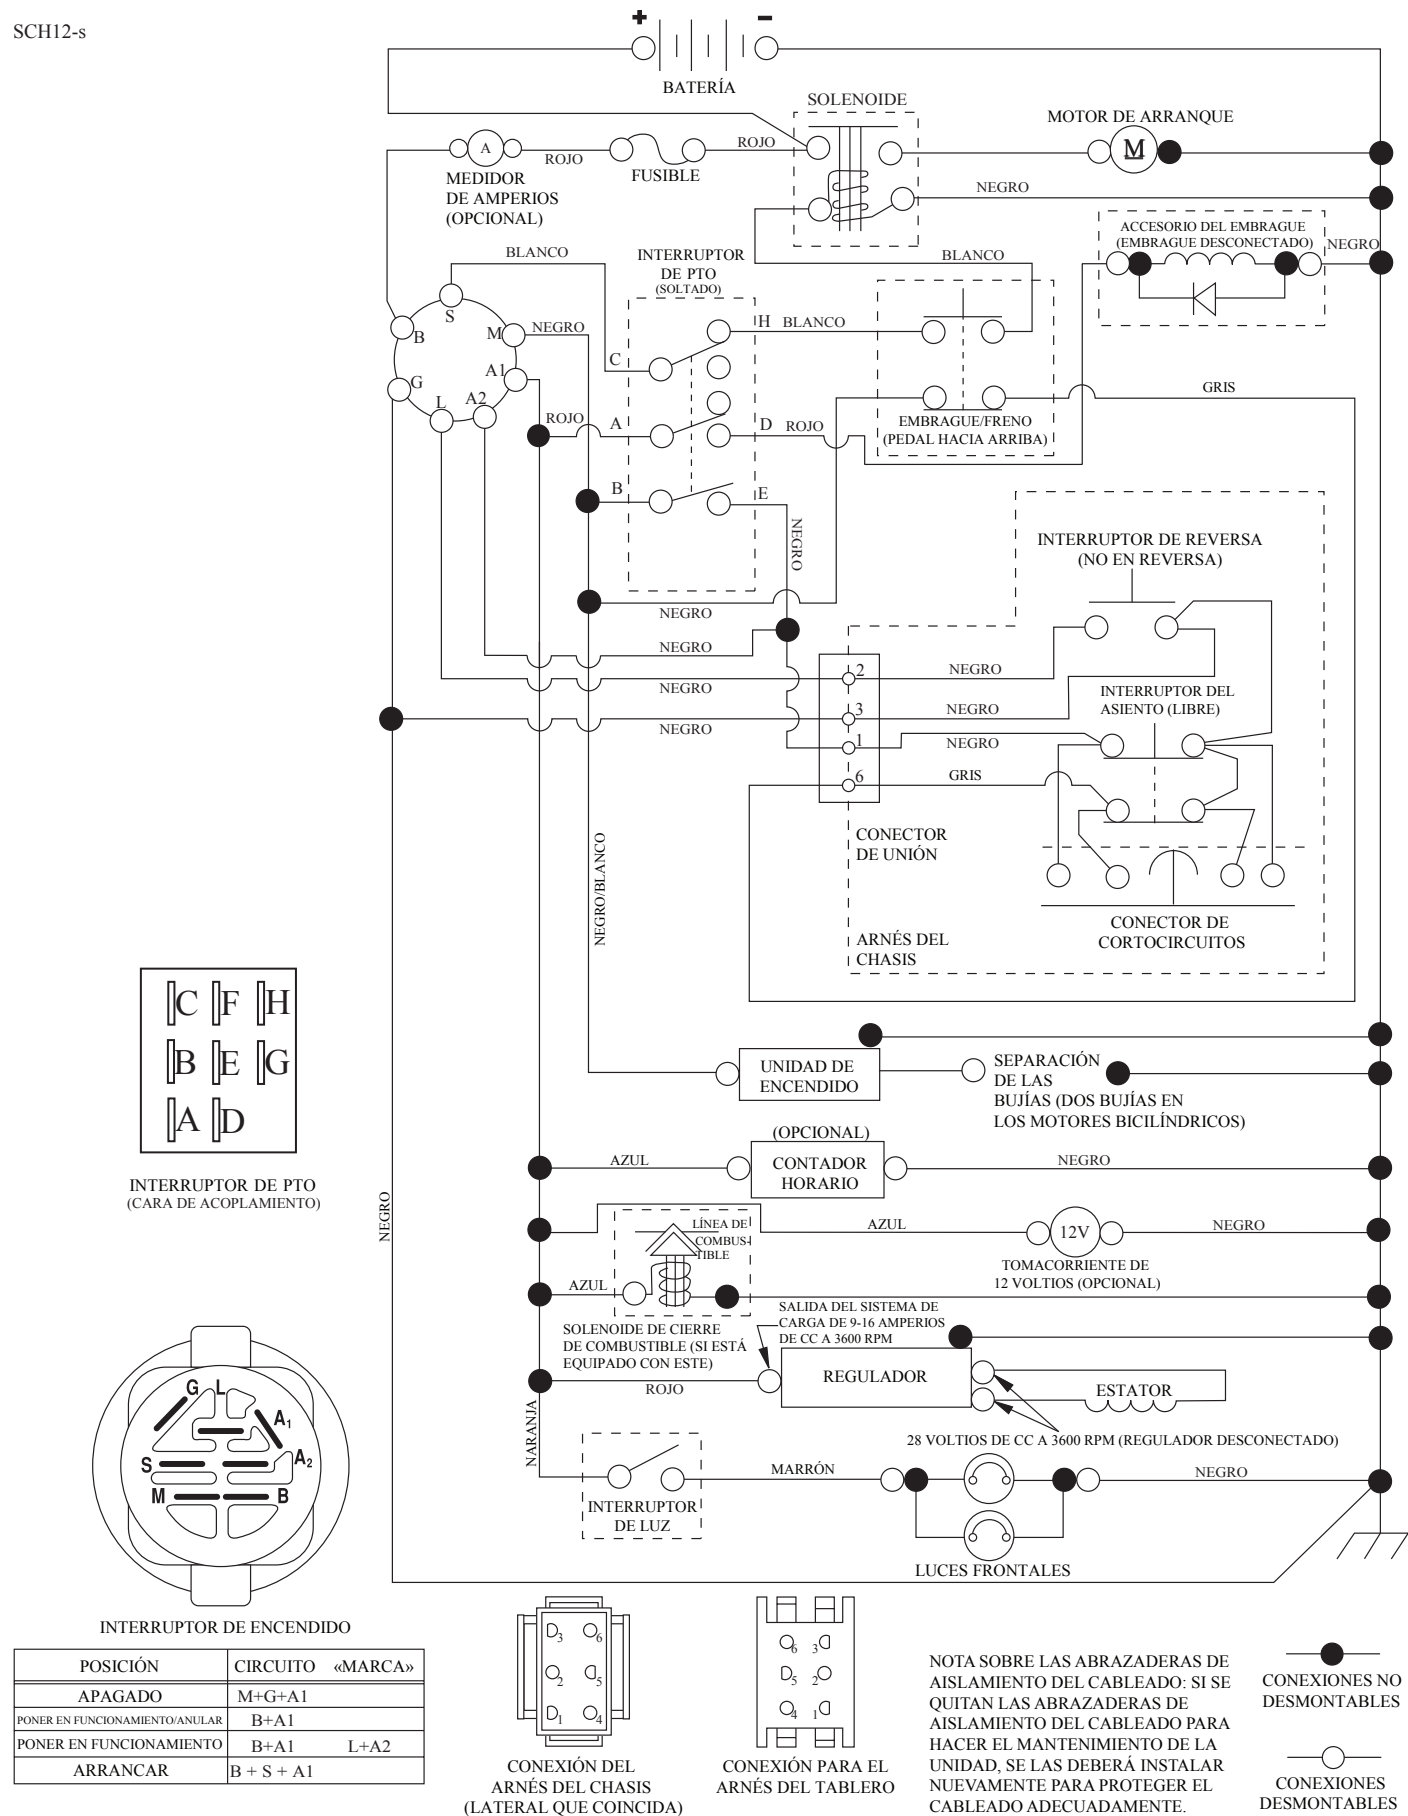 SCH12-s
+
-
BATERÍA
SOLENOIDE
MOTOR DE ARRANQUE
A
ROJO
FUSIBLE
ROJO
M
MEDIDOR
DE AMPERIOS
(OPCIONAL)
NEGRO
ACCESORIO DEL EMBRAGUE
(EMBRAGUE DESCONECTADO)
NEGRO
BLANCO
INTERRUPTOR
DE PTO
(SOLTADO)
BLANCO
S
B
M
NEGRO
H
BLANCO
C
G
A1
L
A2
ROJO
A
D
ROJO
GRIS
EMBRAGUE/FRENO
(PEDAL HACIA ARRIBA)
B
E
NEGRO
INTERRUPTOR DE REVERSA
(NO EN REVERSA)
NEGRO
NEGRO
NEGRO
2
NEGRO
INTERRUPTOR DEL
ASIENTO (LIBRE)
NEGRO
3
NEGRO
1
NEGRO
6
GRIS
CONECTOR
DE UNIÓN
NEGRO/BLANCO
CONECTOR DE
CORTOCIRCUITOS
ARNÉS DEL
CHASIS
C
F
H
B
E
G
A
D
INTERRUPTOR DE PTO
(CARA DE ACOPLAMIENTO)
UNIDAD DE
ENCENDIDO
SEPARACIÓN
DE LAS
BUJÍAS (DOS BUJÍAS EN
LOS MOTORES BICILÍNDRICOS)
(OPCIONAL)
AZUL
CONTADOR
HORARIO
NEGRO
NEGRO
LÍNEA DE
COMBUS-
TIBLE
AZUL
12V
NEGRO
TOMACORRIENTE DE
12 VOLTIOS (OPCIONAL)
AZUL
SOLENOIDE DE CIERRE
DE COMBUSTIBLE (SI ESTÁ
EQUIPADO CON ESTE)
SALIDA DEL SISTEMA DE
CARGA DE 9-16 AMPERIOS
DE CC A 3600 RPM
ROJO
REGULADOR
ESTATOR
28 VOLTIOS DE CC A 3600 RPM (REGULADOR DESCONECTADO)
NARANJA
MARRÓN
NEGRO
INTERRUPTOR
DE LUZ
LUCES FRONTALES
G
L
A1
A2
S
M
B
INTERRUPTOR DE ENCENDIDO
POSICIÓN CIRCUITO «MARCA»
APAGADO M+G+A1
PONER EN FUNCIONAMIENTO/ANULAR B+A1
PONER EN FUNCIONAMIENTO B+A1 L+A2
ARRANCAR B + S + A1
3 6
2 5
1 4
CONEXIÓN DEL
ARNÉS DEL CHASIS
(LATERAL QUE COINCIDA)
6 3
5 2
4 1
CONEXIÓN PARA EL
ARNÉS DEL TABLERO
NOTA SOBRE LAS ABRAZADERAS DE
AISLAMIENTO DEL CABLEADO: SI SE
QUITAN LAS ABRAZADERAS DE
AISLAMIENTO DEL CABLEADO PARA
HACER EL MANTENIMIENTO DE LA
UNIDAD, SE LAS DEBERÁ INSTALAR
NUEVAMENTE PARA PROTEGER EL
CABLEADO ADECUADAMENTE.
CONEXIONES NO
DESMONTABLES
CONEXIONES
DESMONTABLES